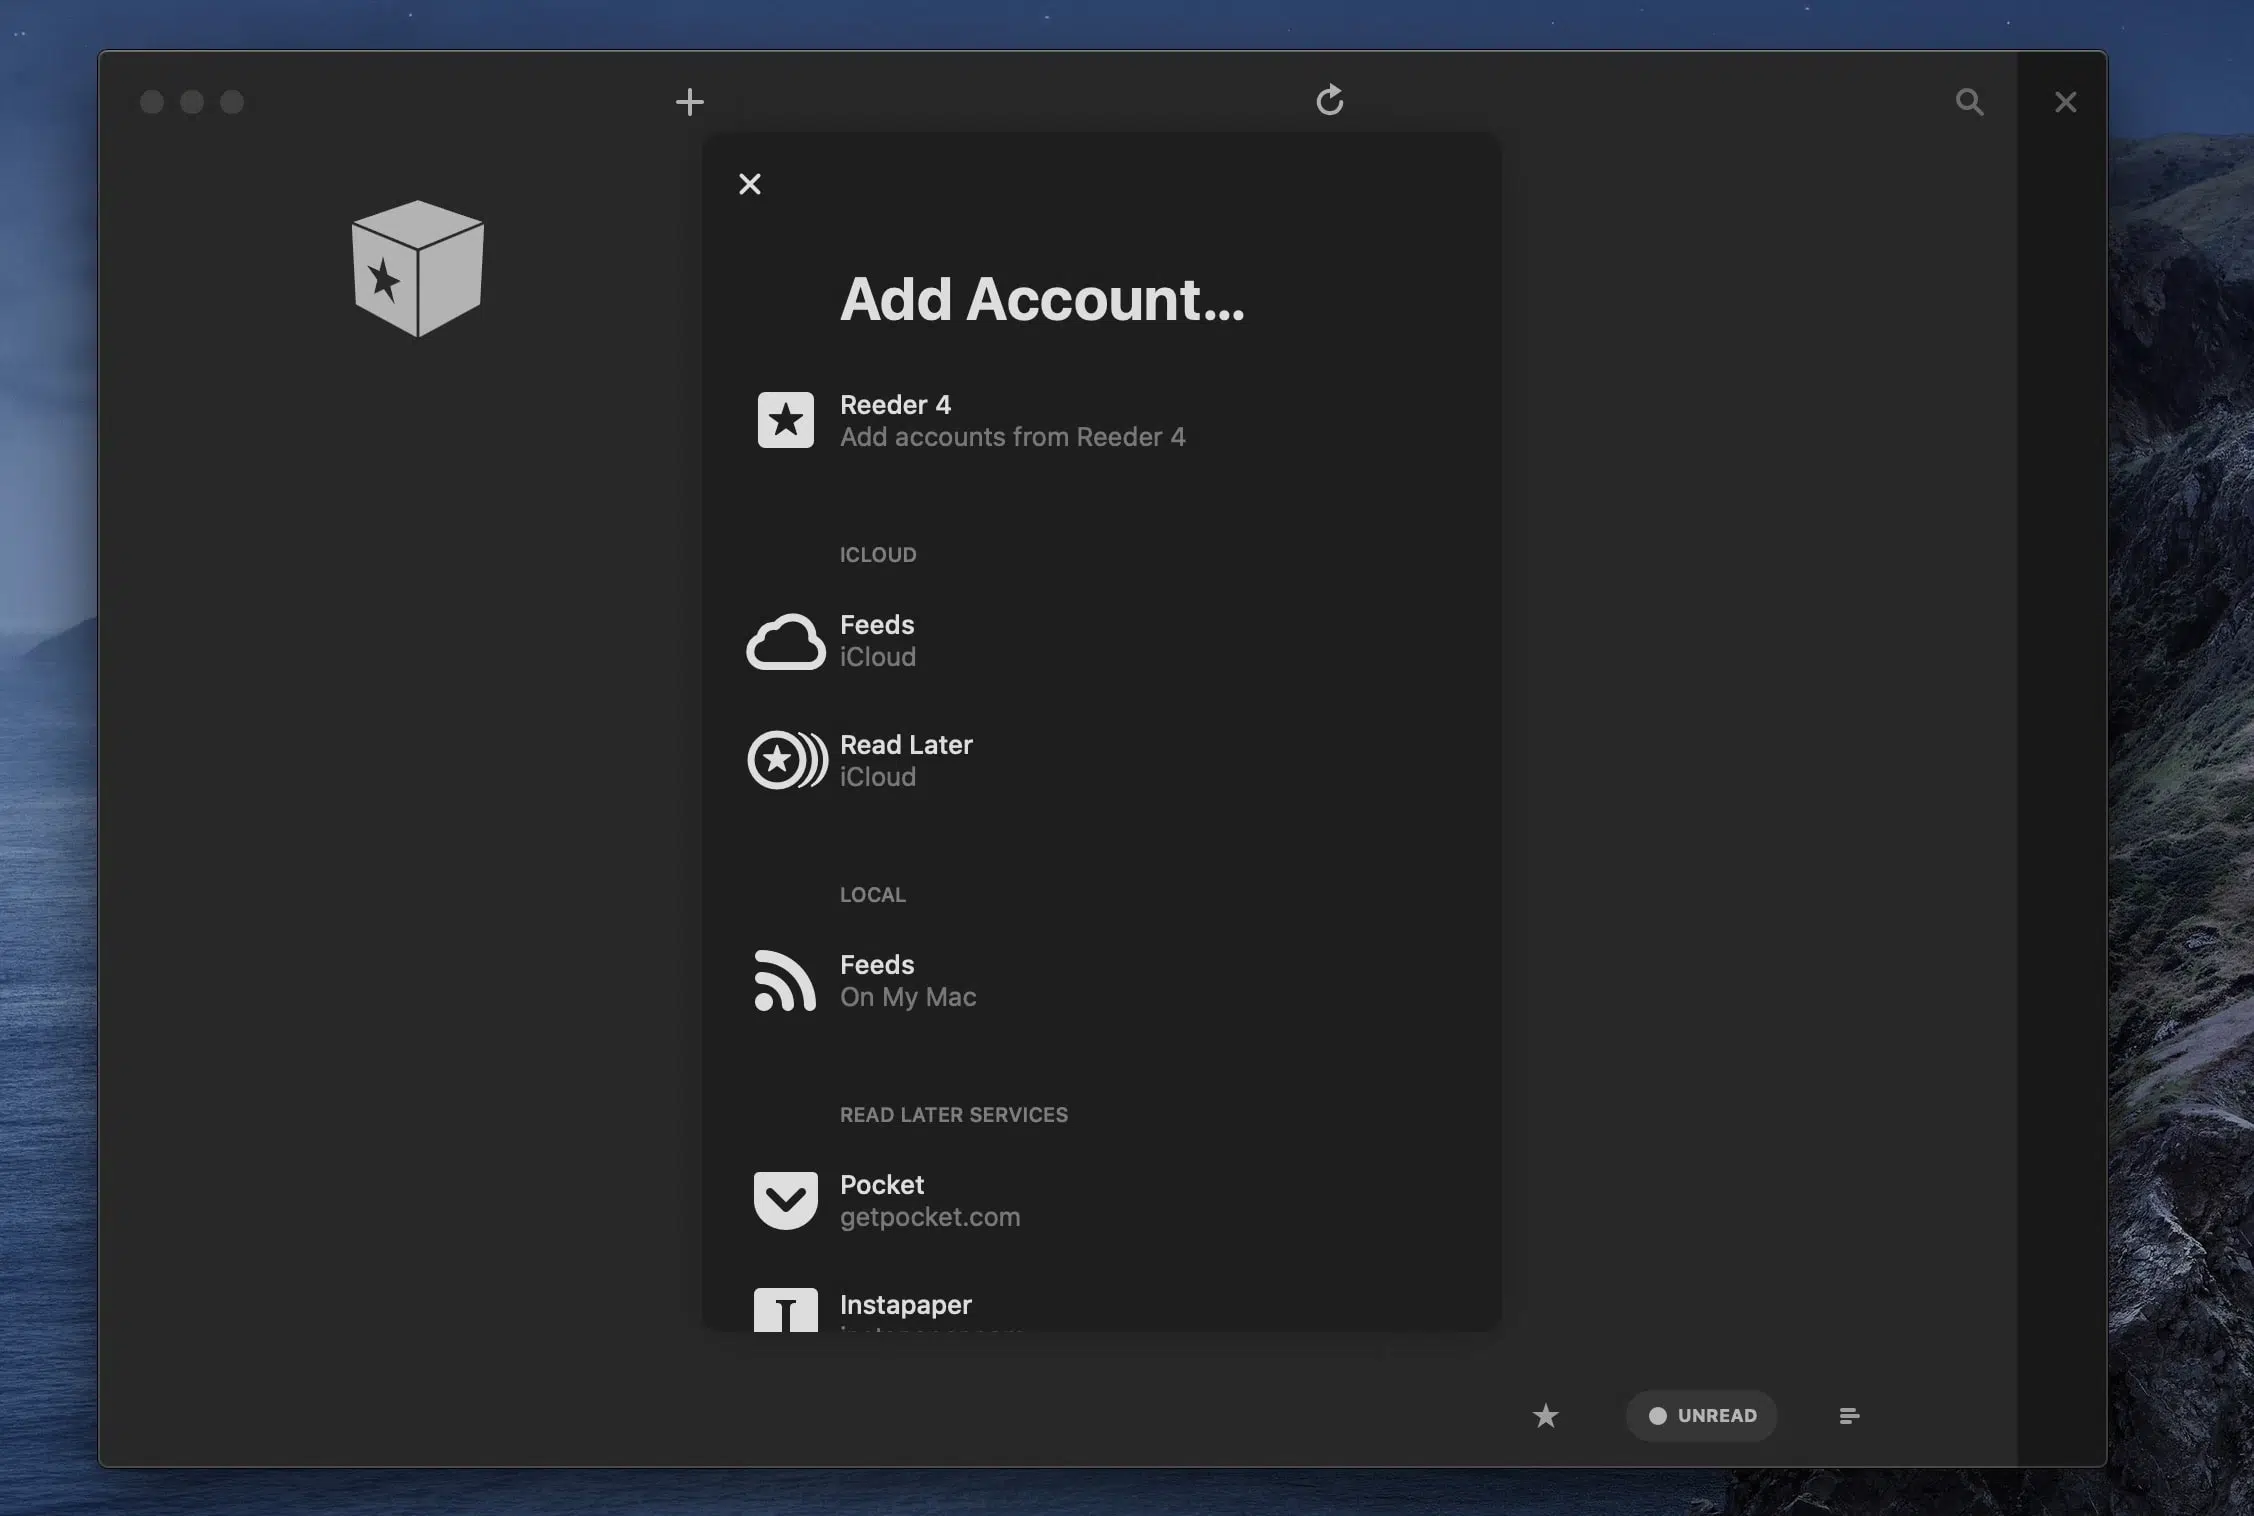 Add Account...
Reeder 4
Add accounts from Reeder 4
ICLOUD
Feeds
iCloud
Read Later
iCloud
LOCAL
Feeds
On My Mac
READ LATER SERVICES
Pocket
getpocket.com
Instapaper
UNREAD